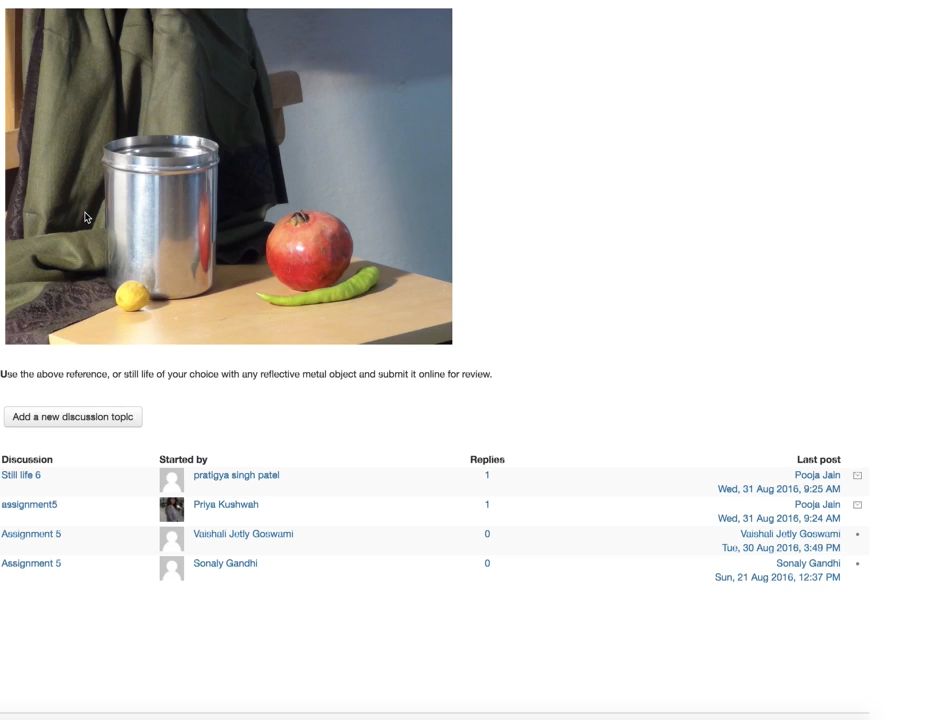 Use the above reference, or still life of your choice with any reflective metal object and submit it online for review.
Add a new discussion topic
Discussion Started by Replies Last post
Still life 6 pratigya singh patel 1 Pooja Jain
Wed, 31 Aug 2016, 9:25 AM
assignment5 Priya Kushwah 1 Pooja Jain
Wed, 31 Aug 2016, 9:24 AM
Assignment 5 Vaishali Jetly Goswami 0 Vaishali Jetly Goswami
Tue, 30 Aug 2016, 3:49 PM
Assignment 5 Sonaly Gandhi 0 Sonaly Gandhi
Sun, 21 Aug 2016, 12:37 PM